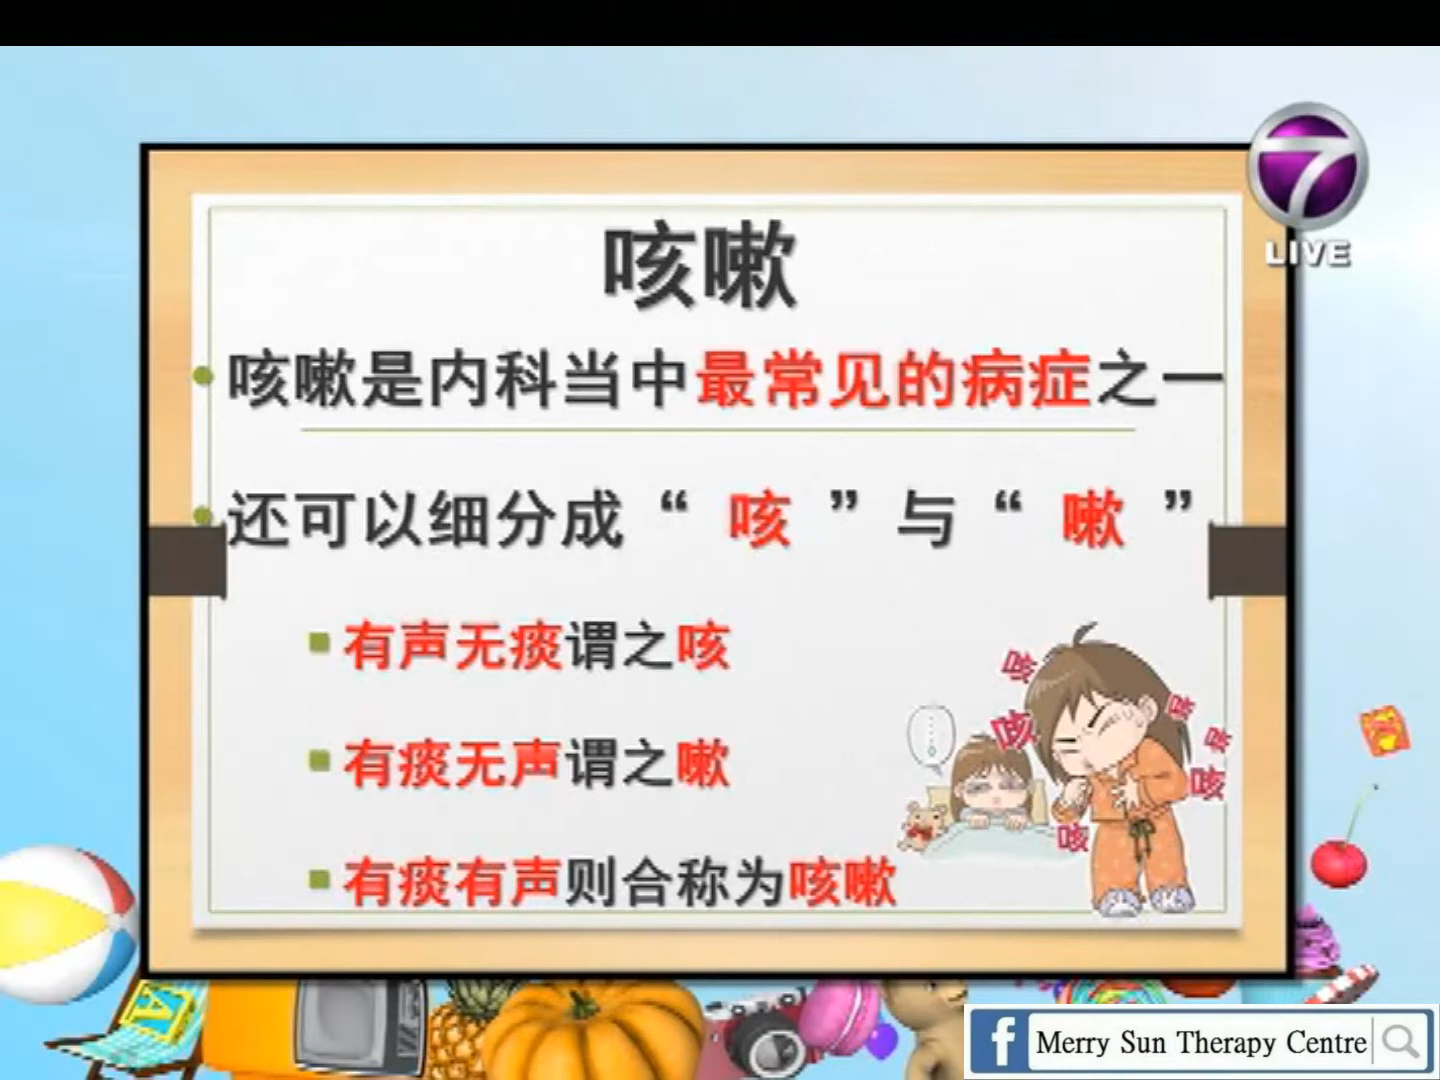 7
LIVE
咳嗽
咳嗽是内科当中最常见的病症之一
还可以细分成“咳”与“嗽”
有声无痰谓之咳
有痰无声谓之嗽
有痰有声则合称为咳嗽
咳
咳
咳
咳
咳
咳
f Merry Sun Therapy Centre